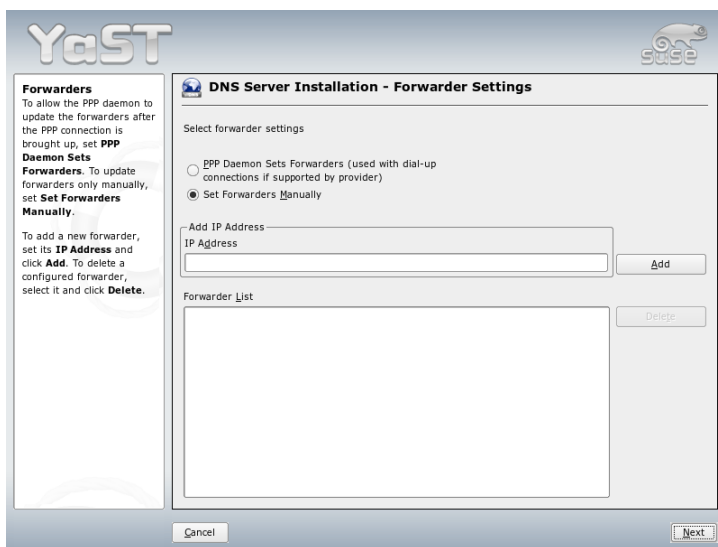 YaST
SUSE
Forwarders
To allow the PPP daemon to
update the forwarders after
the PPP connection is
brought up, set PPP
Daemon Sets
Forwarders. To update
forwarders only manually,
set Set Forwarders
Manually.
To add a new forwarder,
set its IP Address and
click Add. To delete a
configured forwarder,
select it and click Delete.
DNS Server Installation - Forwarder Settings
Select forwarder settings
PPP Daemon Sets Forwarders (used with dial-up
connections if supported by provider)
Set Forwarders Manually
Add IP Address
IP Address
Add
Forwarder List
Delete
Cancel
Next